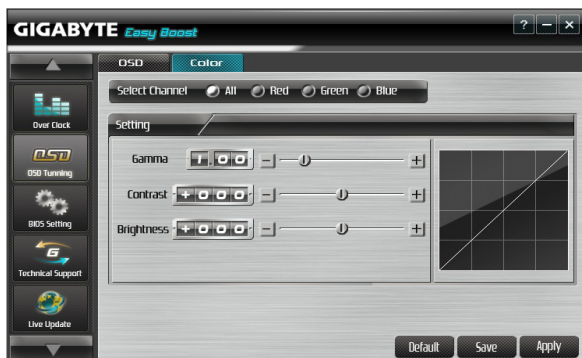 GIGABYTE Easy Boost
? – ×
OSD Color
Select Channel All Red Green Blue
Over Clock
Setting
Gamma 1.00 − +
OSD
OSD Tunning
Contrast +000 − +
BIOS Setting
Brightness +000 − +
G
Technical Support
Live Update
Default Save Apply